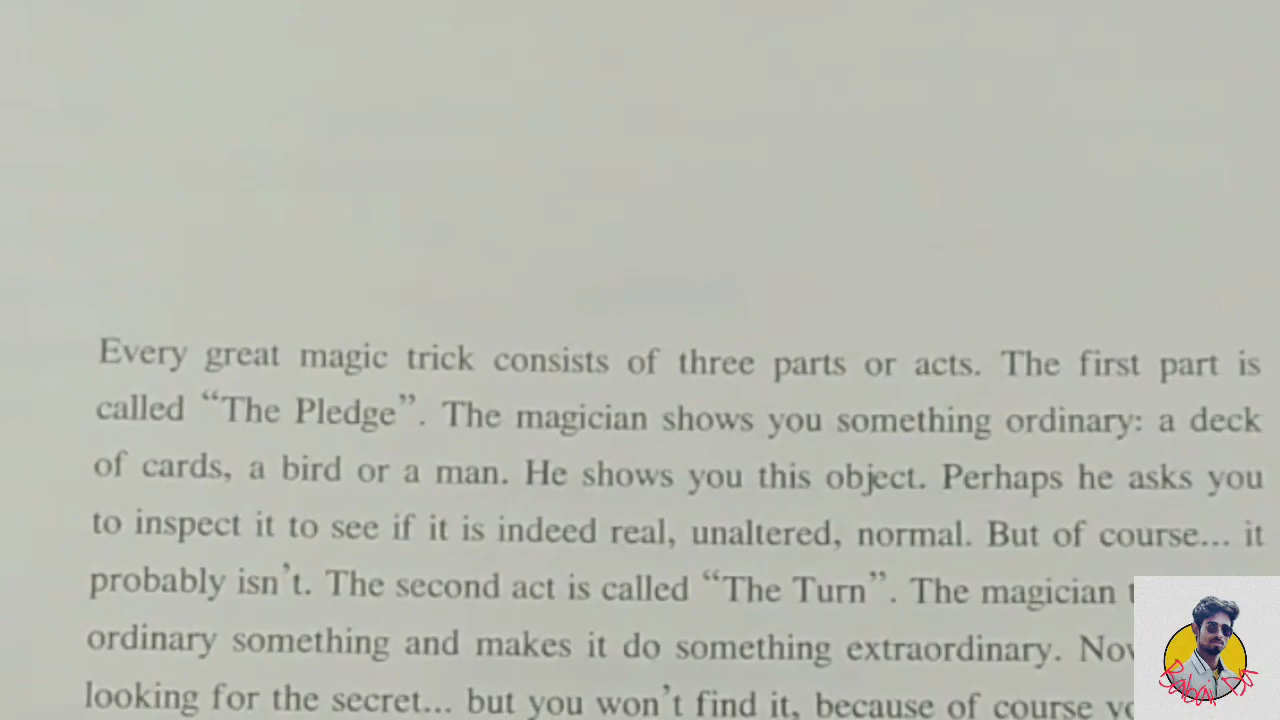 Every great magic trick consists of three parts or acts. The first part is
called “The Pledge”. The magician shows you something ordinary: a deck
of cards, a bird or a man. He shows you this object. Perhaps he asks you
to inspect it to see if it is indeed real, unaltered, normal. But of course... it
probably isn’t. The second act is called “The Turn”. The magician
ordinary something and makes it do something extraordinary.
looking for the secret... but you won’t find it, because of course